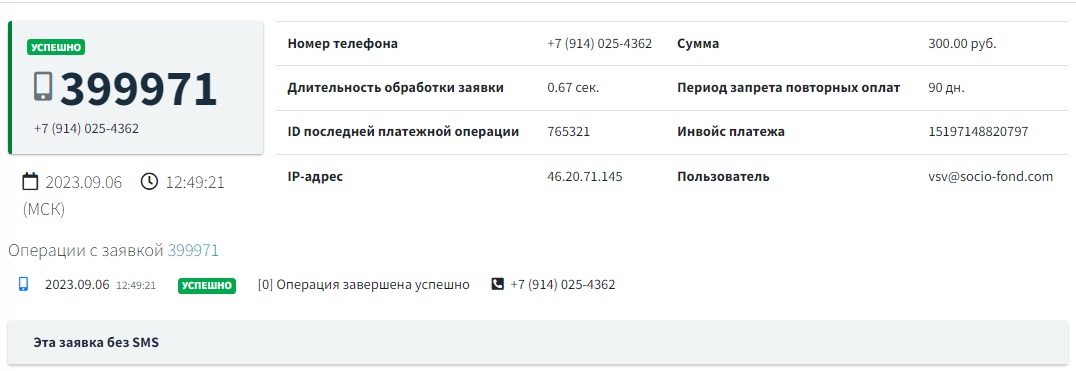 УСПЕШНО
399971
+7 (914) 025-4362
2023.09.06 12:49:21
(МСК)
Номер телефона +7 (914) 025-4362 Сумма 300.00 руб.
Длительность обработки заявки 0.67 сек. Период запрета повторных оплат 90 дн.
ID последней платежной операции 765321 Инвойс платежа 15197148820797
IP-адрес 46.20.71.145 Пользователь vsv@socio-fond.com
Операции с заявкой 399971
2023.09.06 12:49:21 УСПЕШНО [0] Операция завершена успешно +7 (914) 025-4362
Эта заявка без SMS